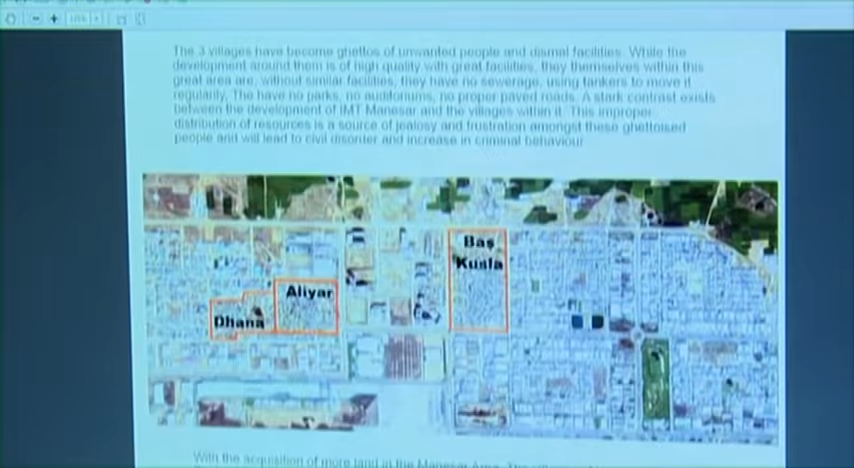 The 3 villages have become ghettos of unwanted people and dismal facilities. While the
development around them is of high quality with great facilities, they themselves within this
great area are, without similar facilities, they have no sewerage, using tankers to move it
regularity, The have no parks, no auditoriums, no proper paved roads. A stark contrast exists
between the development of IMT Manesar and the villages within it. This improper
distribution of resources is a source of jealosy and frustration amongst these ghettoised
people and will lead to civil disorder and increase in criminal behaviour
Baş
Kusla
Aliyar
Dhana
With the acquisition of more land in the Manesar Area. The